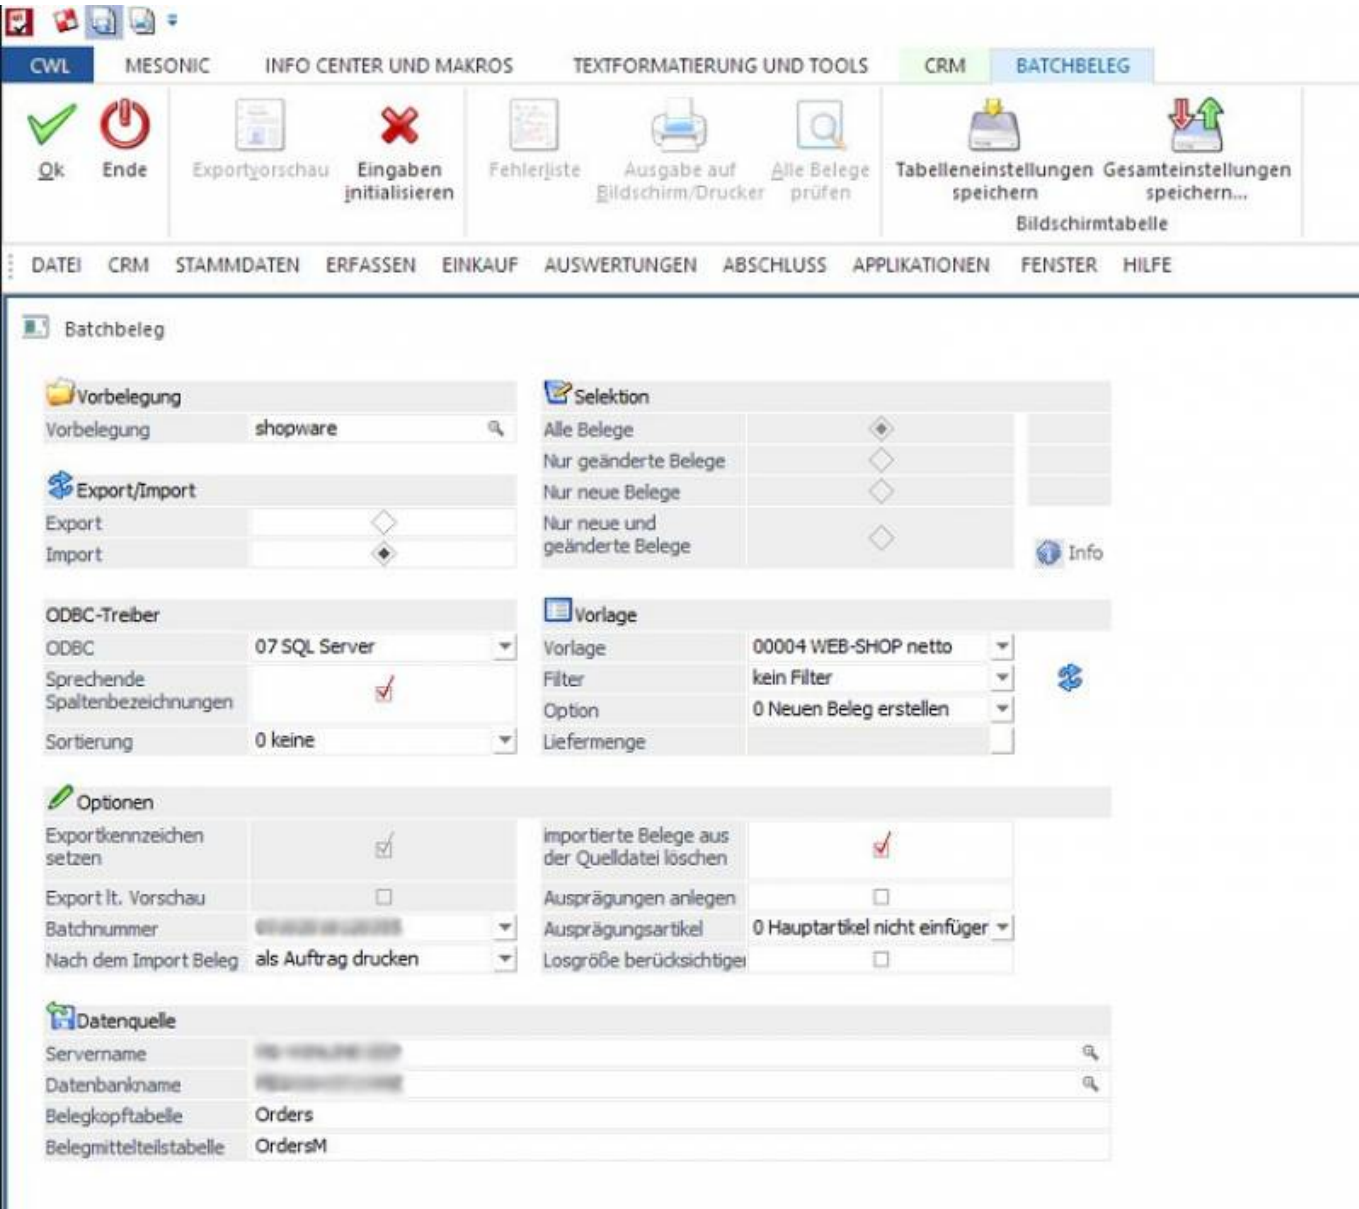 CWL MESONIC INFO CENTER UND MAKROS TEXTFORMATIERUNG UND TOOLS CRM BATCHBELEG
Ok Ende Exportvorschau Eingaben initialisieren Fehlerliste Ausgabe auf Bildschirm/Drucker Alle Belege prüfen Tabelleneinstellungen speichern Gesamteinstellungen speichern...
Bildschirmtabelle
DATEI CRM STAMMDATEN ERFASSEN EINKAUF AUSWERTUNGEN ABSCHLUSS APPLIKATIONEN FENSTER HILFE
Batchbeleg
Vorbelegung
Vorbelegung shopware
Export/Import
Export
Import
Selektion
Alle Belege
Nur geänderte Belege
Nur neue Belege
Nur neue und
geänderte Belege
Info
ODBC-Treiber
ODBC 07 SQL Server
Sprechende
Spaltenbezeichnungen
Sortierung 0 keine
Vorlage
Vorlage 00004 WEB-SHOP netto
Filter kein Filter
Option 0 Neuen Beleg erstellen
Liefermenge
Optionen
Exportkennzeichen
setzen
Export lt. Vorschau
Batchnummer
Nach dem Import Beleg als Auftrag drucken
importierte Belege aus
der Quelldatei löschen
Ausprägungen anlegen
Ausprägungsartikel 0 Hauptartikel nicht einfüger
Losgröße berücksichtiger
Datenquelle
Servername
Datenbankname
Belegkopftabelle Orders
Belegmittelteilstabelle OrdersM